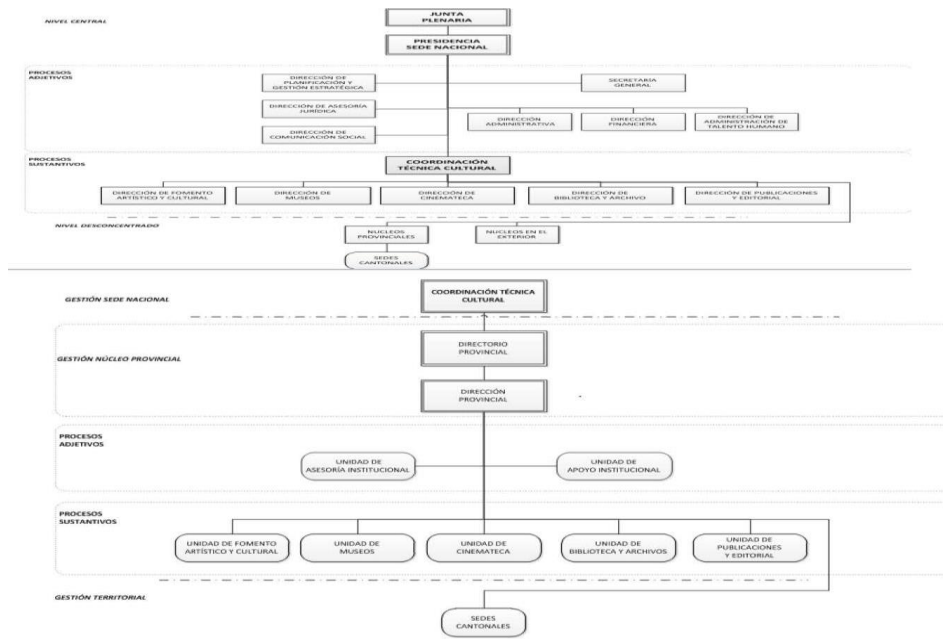 NIVEL CENTRAL
JUNTA
PLENARIA
PRESIDENCIA
SEDE NACIONAL
PROCESOS
ADJETIVOS
DIRECCIÓN DE
PLANIFICACIÓN Y
GESTIÓN ESTRATÉGICA
SECRETARIA
GENERAL
DIRECCIÓN DE ASESORÍA
JURÍDICA
DIRECCIÓN
ADMINISTRATIVA
DIRECCIÓN
FINANCIERA
DIRECCIÓN DE
ADMINISTRACIÓN DE
TALENTO HUMANO
DIRECCIÓN DE
COMUNICACIÓN SOCIAL
PROCESOS
SUSTANTIVOS
COORDINACIÓN
TÉCNICA CULTURAL
DIRECCIÓN DE FOMENTO
ARTÍSTICO Y CULTURAL
DIRECCIÓN DE
MUSEOS
DIRECCIÓN DE
CINEMATECA
DIRECCIÓN DE
BIBLIOTECA Y ARCHIVO
DIRECCIÓN DE PUBLICACIONES
Y EDITORIAL
NIVEL DESCONCENTRADO
NUCLEOS
PROVINCIALES
NUCLEOS EN EL
EXTERIOR
SEDES
CANTONALES
GESTIÓN SEDE NACIONAL
COORDINACIÓN TÉCNICA
CULTURAL
GESTIÓN NÚCLEO PROVINCIAL
DIRECTORIO
PROVINCIAL
DIRECCIÓN
PROVINCIAL
PROCESOS
ADJETIVOS
UNIDAD DE
ASESORÍA INSTITUCIONAL
UNIDAD DE
APOYO INSTITUCIONAL
PROCESOS
SUSTANTIVOS
UNIDAD DE FOMENTO
ARTÍSTICO Y CULTURAL
UNIDAD DE
MUSEOS
UNIDAD DE
CINEMATECA
UNIDAD DE
BIBLIOTECA Y ARCHIVOS
UNIDAD DE
PUBLICACIONES
Y EDITORIAL
GESTIÓN TERRITORIAL
SEDES
CANTONALES